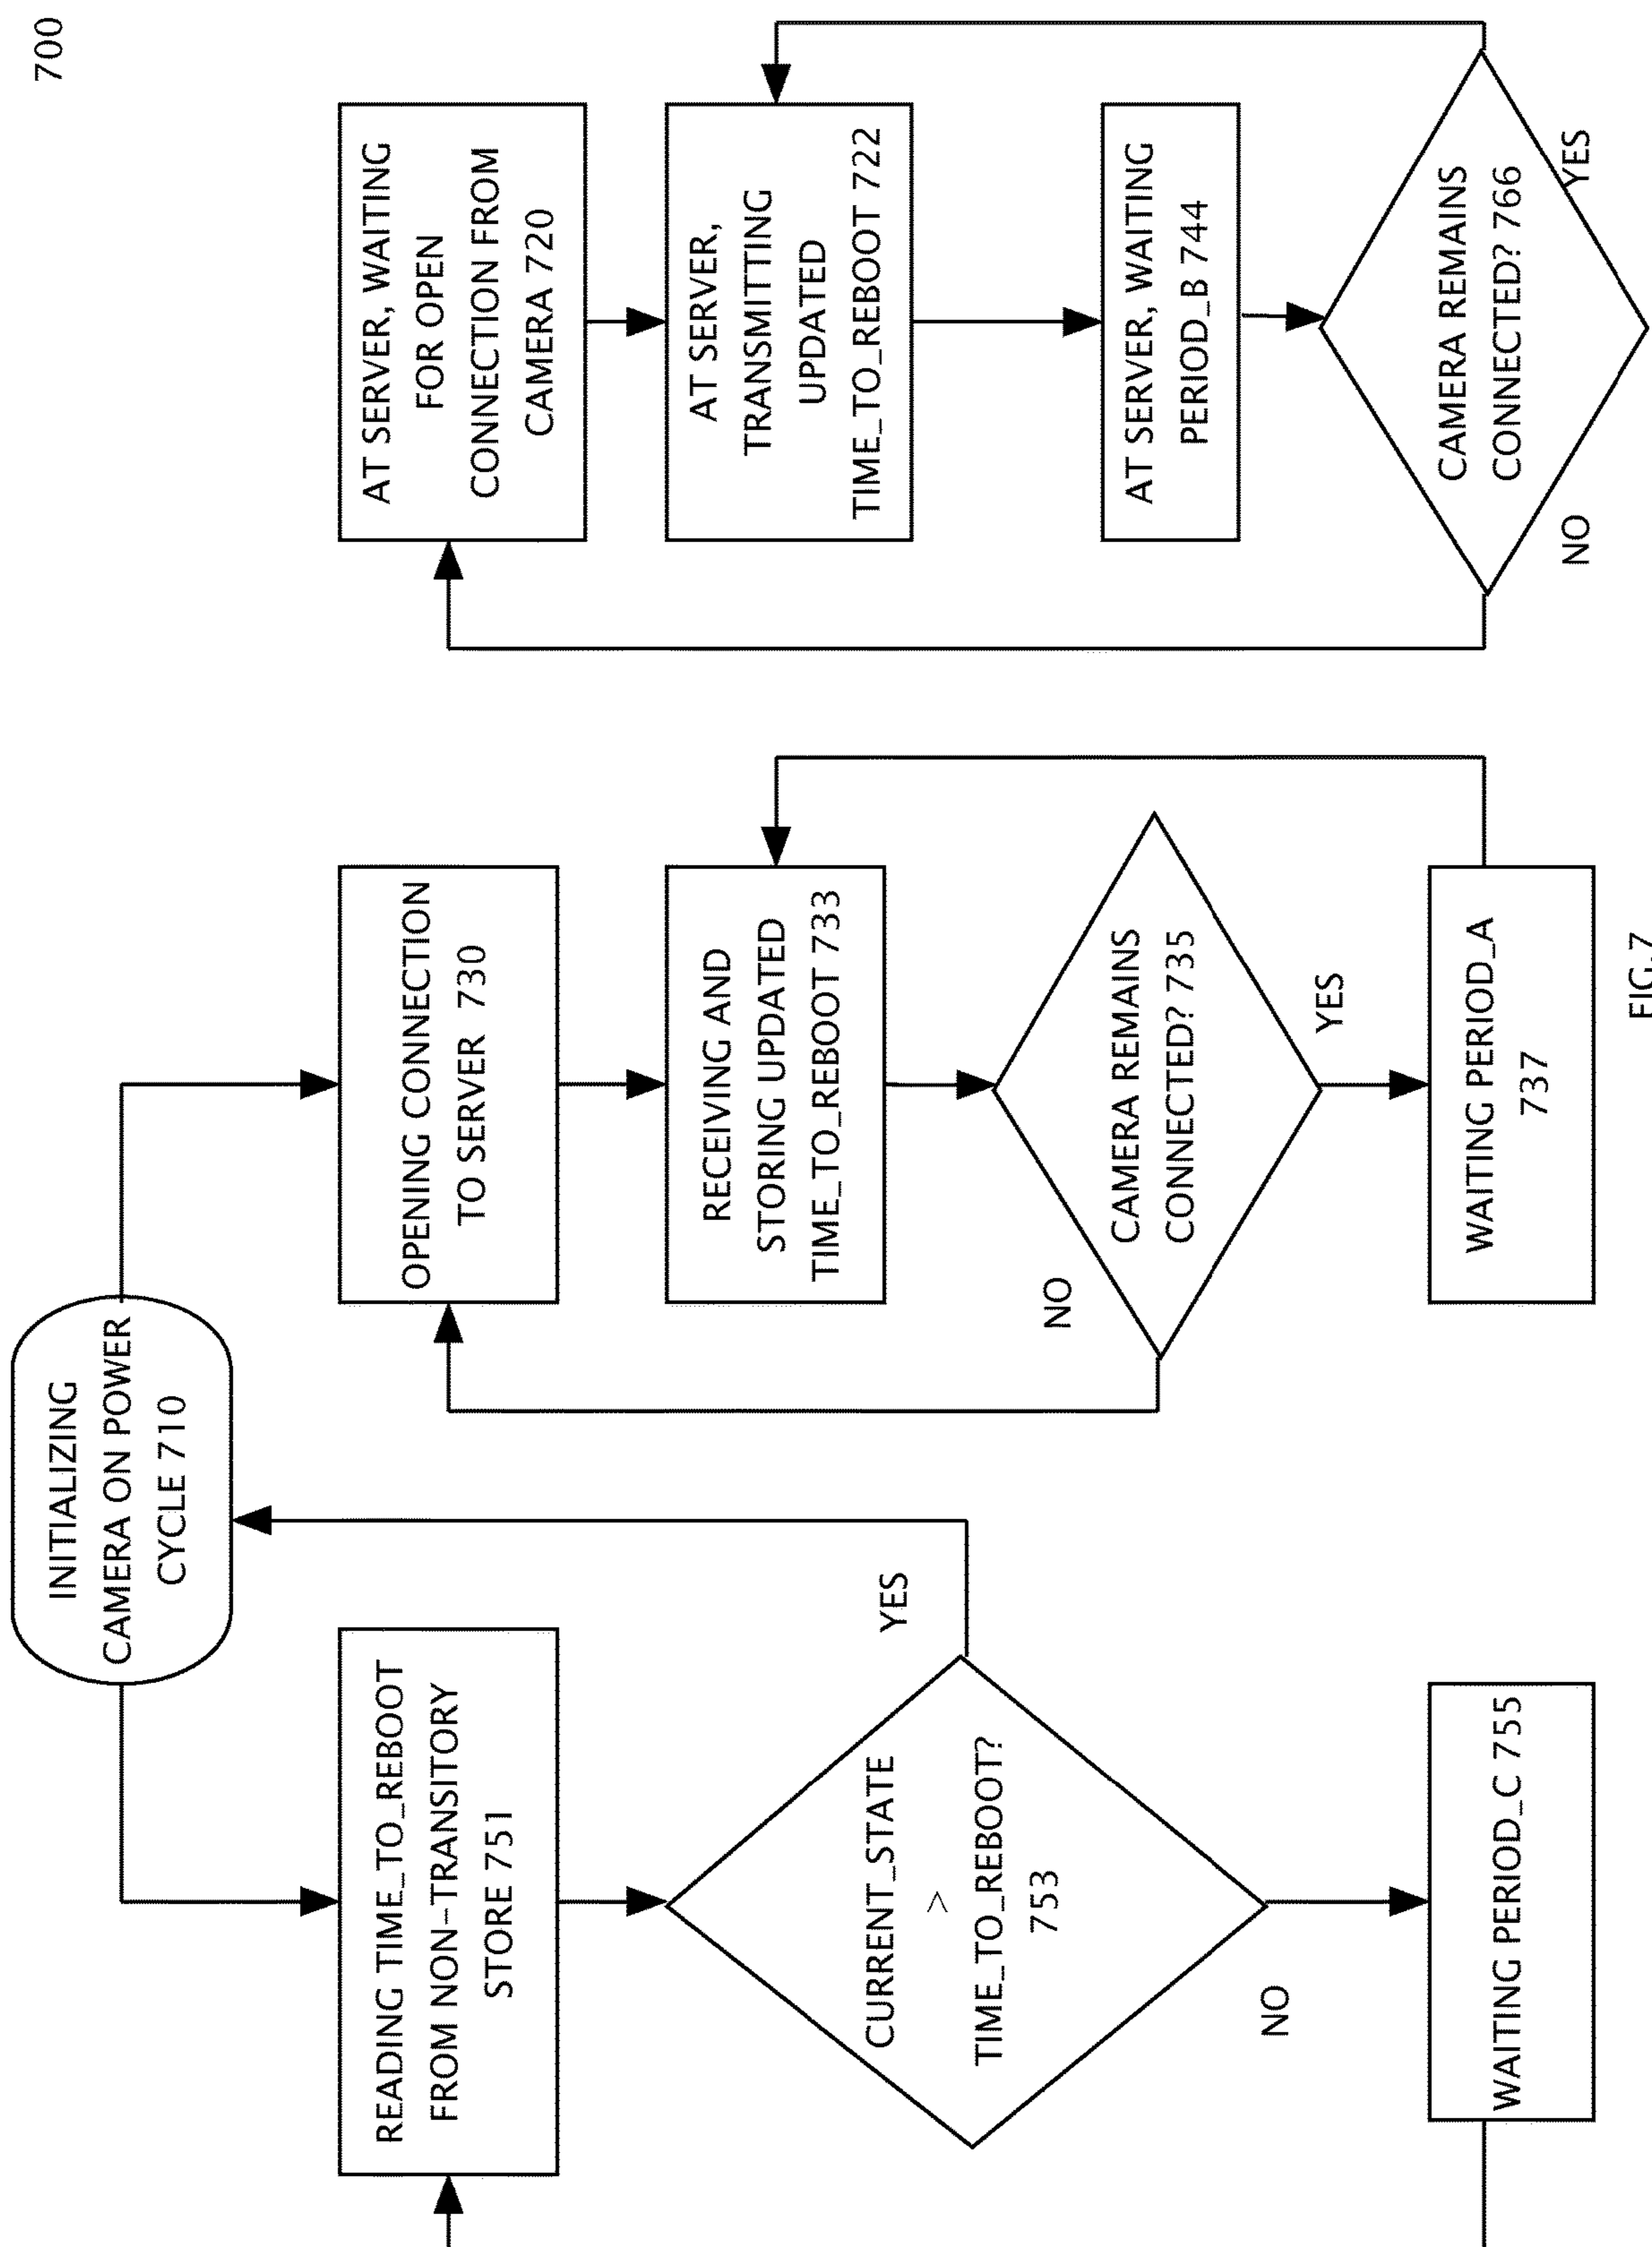 700
INITIALIZING
CAMERA ON POWER
CYCLE 710
READING TIME_TO_REBOOT
FROM NON-TRANSITORY
STORE 751
CURRENT_STATE
>
TIME_TO_REBOOT?
753
YES
NO
WAITING PERIOD_C 755
OPENING CONNECTION
TO SERVER 730
RECEIVING AND
STORING UPDATED
TIME_TO_REBOOT 733
CAMERA REMAINS
CONNECTED? 735
NO
YES
WAITING PERIOD_A
737
AT SERVER, WAITING
FOR OPEN
CONNECTION FROM
CAMERA 720
AT SERVER,
TRANSMITTING
UPDATED
TIME_TO_REBOOT 722
AT SERVER, WAITING
PERIOD_B 744
CAMERA REMAINS
CONNECTED? 766
NO
YES
FIG.7